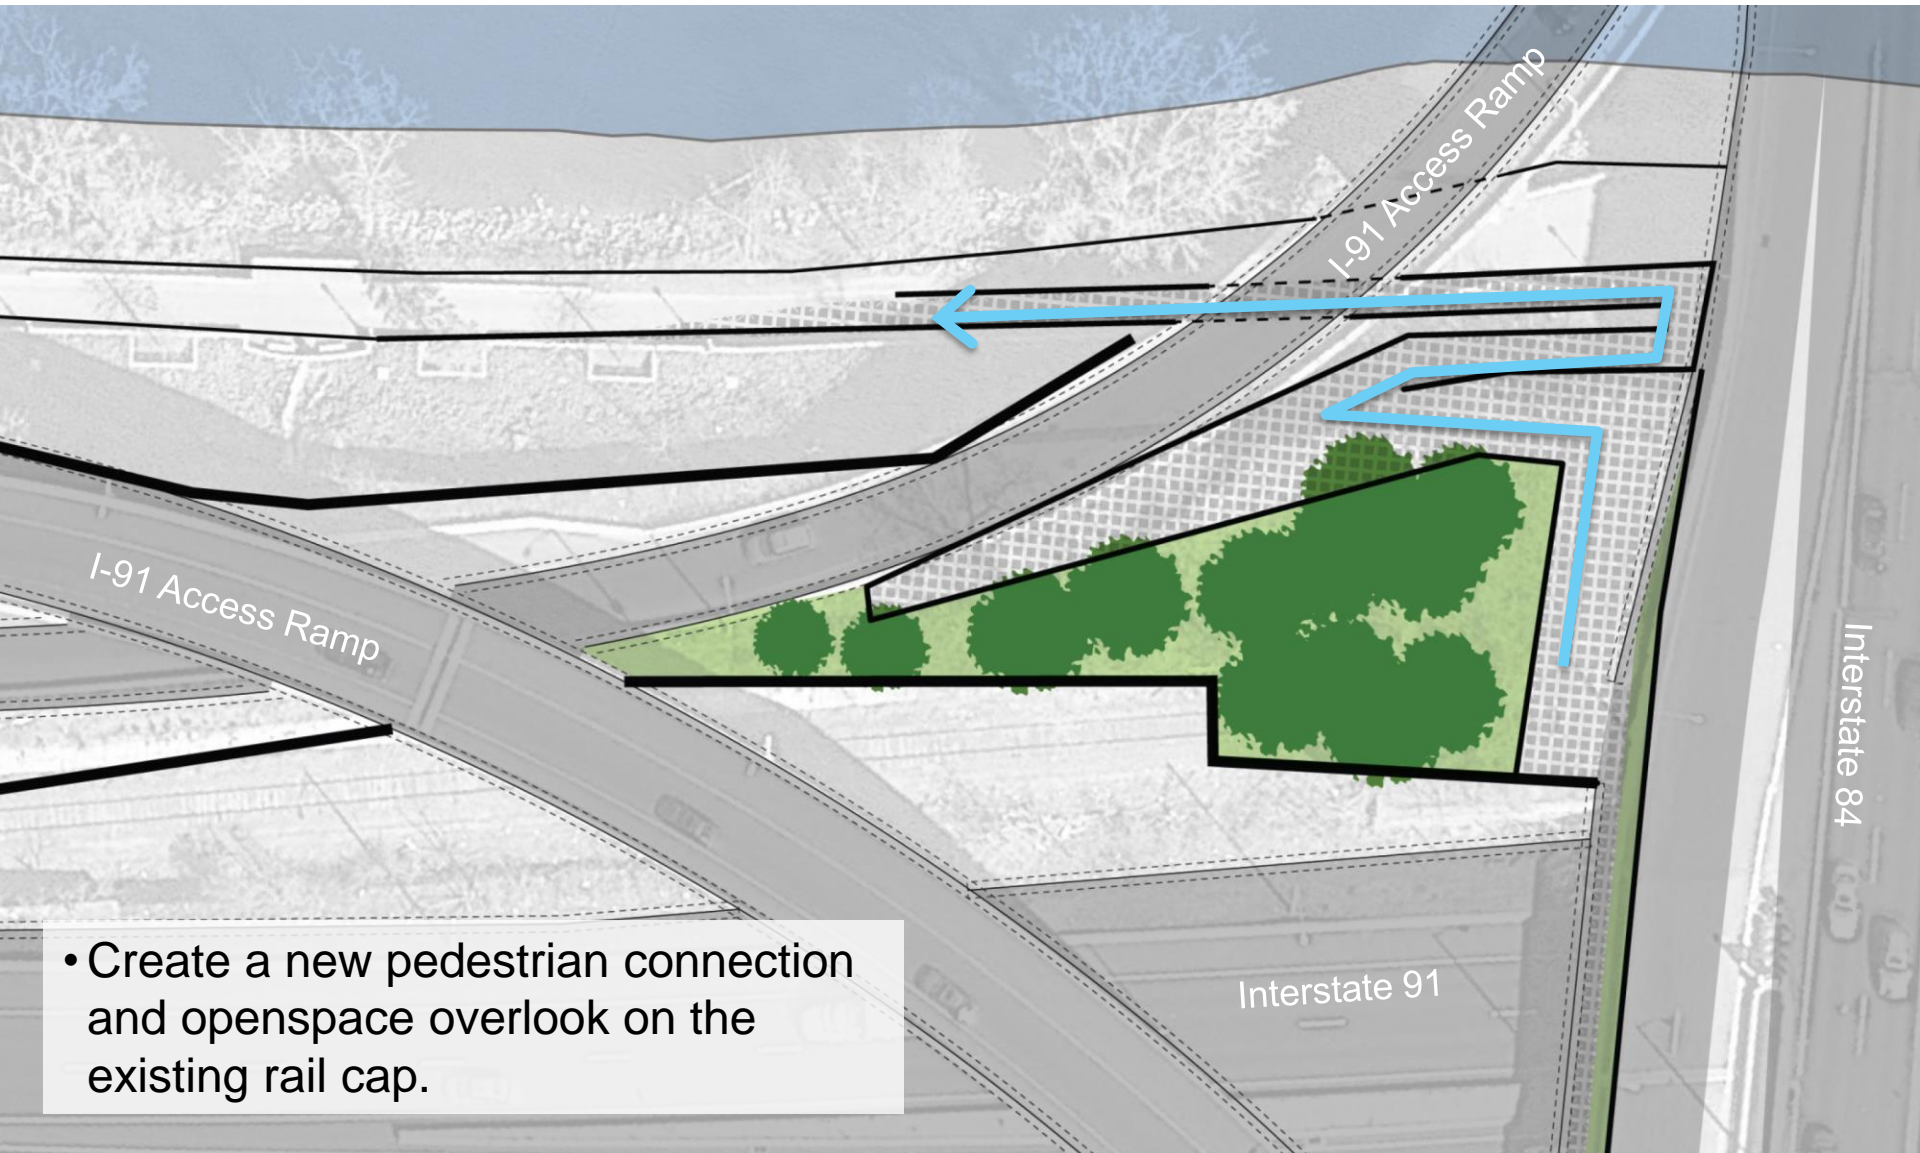 I-91 Access Ramp
I-91 Access Ramp
Interstate 84
Interstate 91
• Create a new pedestrian connection
and openspace overlook on the
existing rail cap.